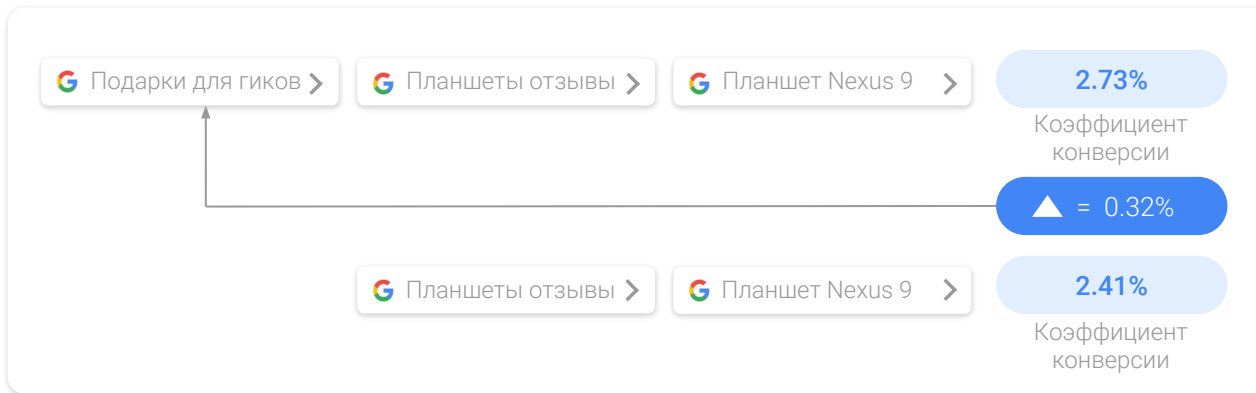 Подарки для гиков
Планшеты отзывы
Планшет Nexus 9
2.73%
Коэффициент
конверсии
= 0.32%
Планшеты отзывы
Планшет Nexus 9
2.41%
Коэффициент
конверсии